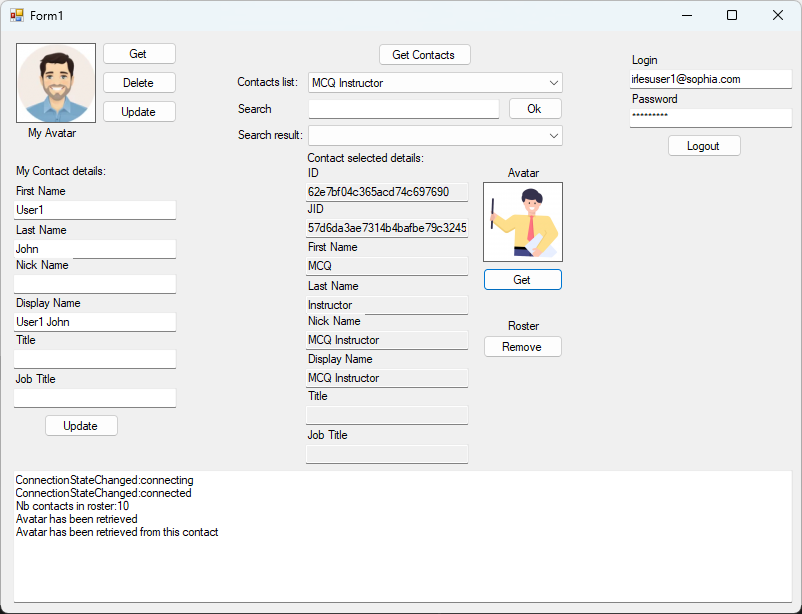 Form1
Get
Delete
Update
My Avatar
My Contact details:
First Name
User1
Last Name
John
Nick Name
Display Name
User1 John
Title
Job Title
Update
Get Contacts
Contacts list:
MCQ Instructor
Search
Ok
Search result:
Contact selected details:
ID
62e7bf04c365acd74c697690
JID
57d6da3ae7314b4bafbe79c3245
First Name
MCQ
Last Name
Instructor
Nick Name
MCQ Instructor
Display Name
MCQ Instructor
Title
Job Title
Avatar
Get
Roster
Remove
Login
irlesuser1@sophia.com
Password
*********
Logout
ConnectionStateChanged:connecting
ConnectionStateChanged:connected
Nb contacts in roster:10
Avatar has been retrieved
Avatar has been retrieved from this contact